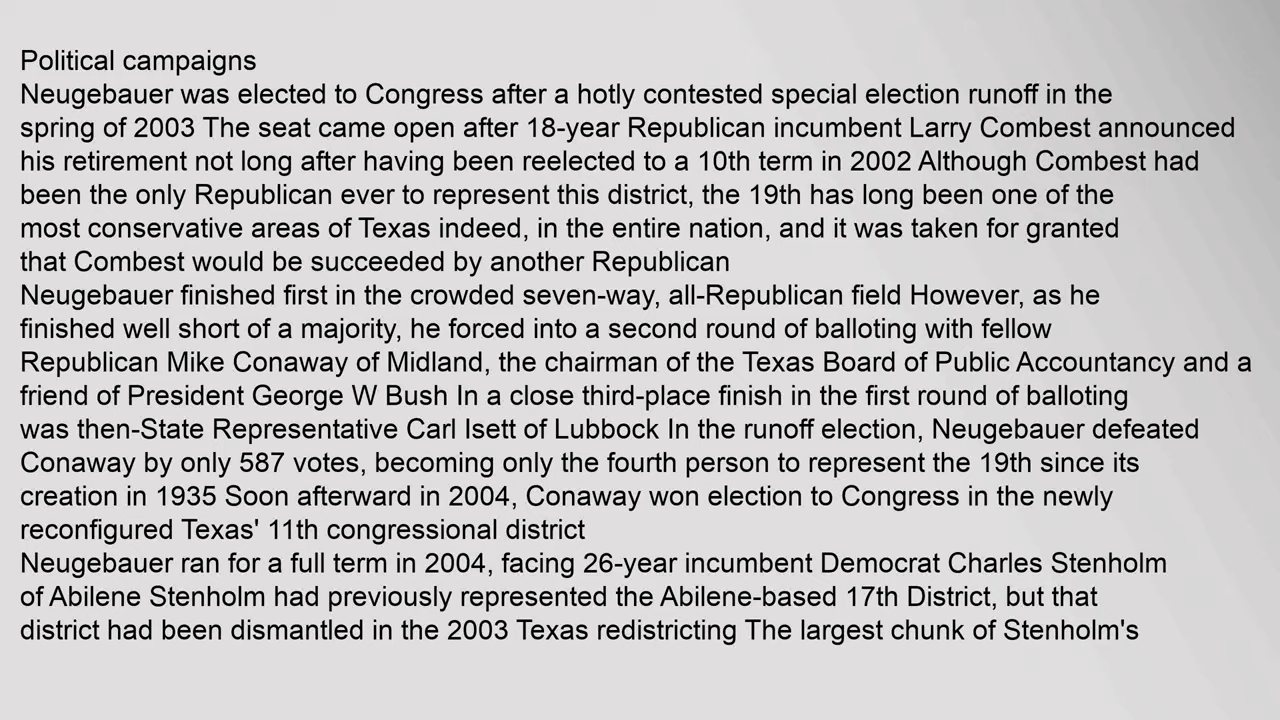 Political campaigns
Neugebauer was elected to Congress after a hotly contested special election runoff in the
spring of 2003 The seat came open after 18-year Republican incumbent Larry Combest announced
his retirement not long after having been reelected to a 10th term in 2002 Although Combest had
been the only Republican ever to represent this district, the 19th has long been one of the
most conservative areas of Texas indeed, in the entire nation, and it was taken for granted
that Combest would be succeeded by another Republican
Neugebauer finished first in the crowded seven-way, all-Republican field However, as he
finished well short of a majority, he forced into a second round of balloting with fellow
Republican Mike Conaway of Midland, the chairman of the Texas Board of Public Accountancy and a
friend of President George W Bush In a close third-place finish in the first round of balloting
was then-State Representative Carl Isett of Lubbock In the runoff election, Neugebauer defeated
Conaway by only 587 votes, becoming only the fourth person to represent the 19th since its
creation in 1935 Soon afterward in 2004, Conaway won election to Congress in the newly
reconfigured Texas' 11th congressional district
Neugebauer ran for a full term in 2004, facing 26-year incumbent Democrat Charles Stenholm
of Abilene Stenholm had previously represented the Abilene-based 17th District, but that
district had been dismantled in the 2003 Texas redistricting The largest chunk of Stenholm's